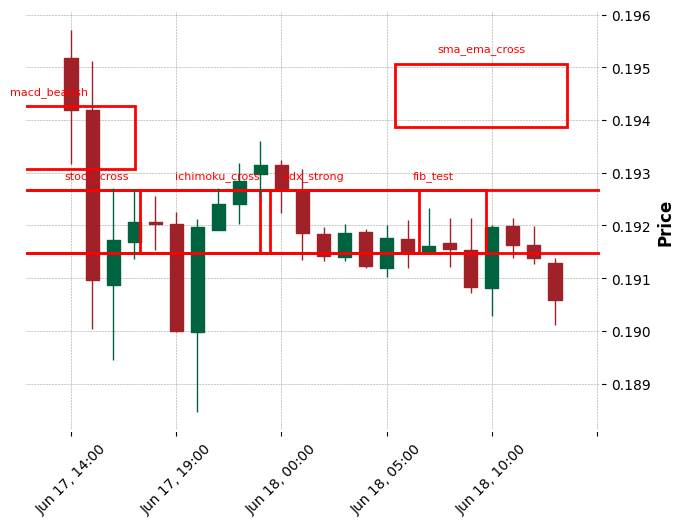 0.196
sma_ema_cross
0.195
macd_bearish
0.194
0.193
stoch_cross
ichimoku_cross
adx_strong
fib_test
0.192
Price
0.191
0.190
0.189
Jun 17, 14:00
Jun 17, 19:00
Jun 18, 00:00
Jun 18, 05:00
Jun 18, 10:00